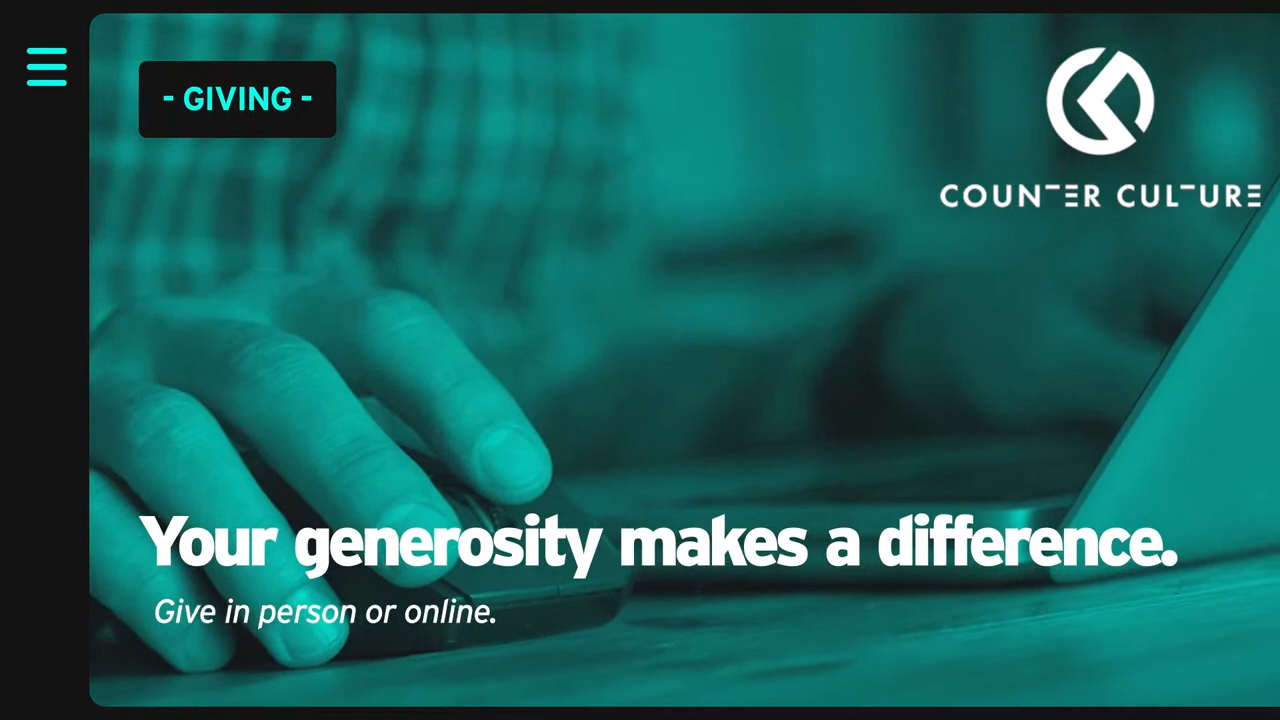 - GIVING -
COUNTER CULTURE
Your generosity makes a difference.
Give in person or online.